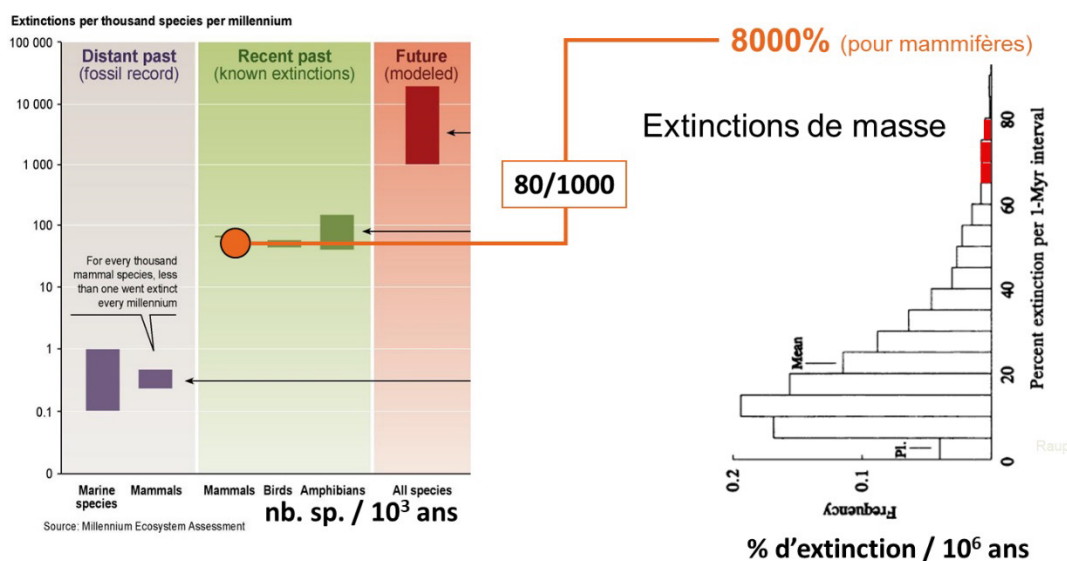 Extinctions per thousand species per millennium
100 000
10 000
1 000
100
10
1
0.1
0
Distant past
(fossil record)
Recent past
(known extinctions)
Future
(modeled)
For every thousand
mammal species, less
than one went extinct
every millennium
Marine
species
Mammals
Mammals
Birds
Amphibians
All species
nb. sp. / 10³ ans
Source: Millennium Ecosystem Assessment
80/1000
8000% (pour mammifères)
Extinctions de masse
Percent extinction per 1-Myr interval
80
60
40
20
0
Mean
Pl.
0.2
0.1
Frequency
Raup
% d’extinction / 10⁶ ans